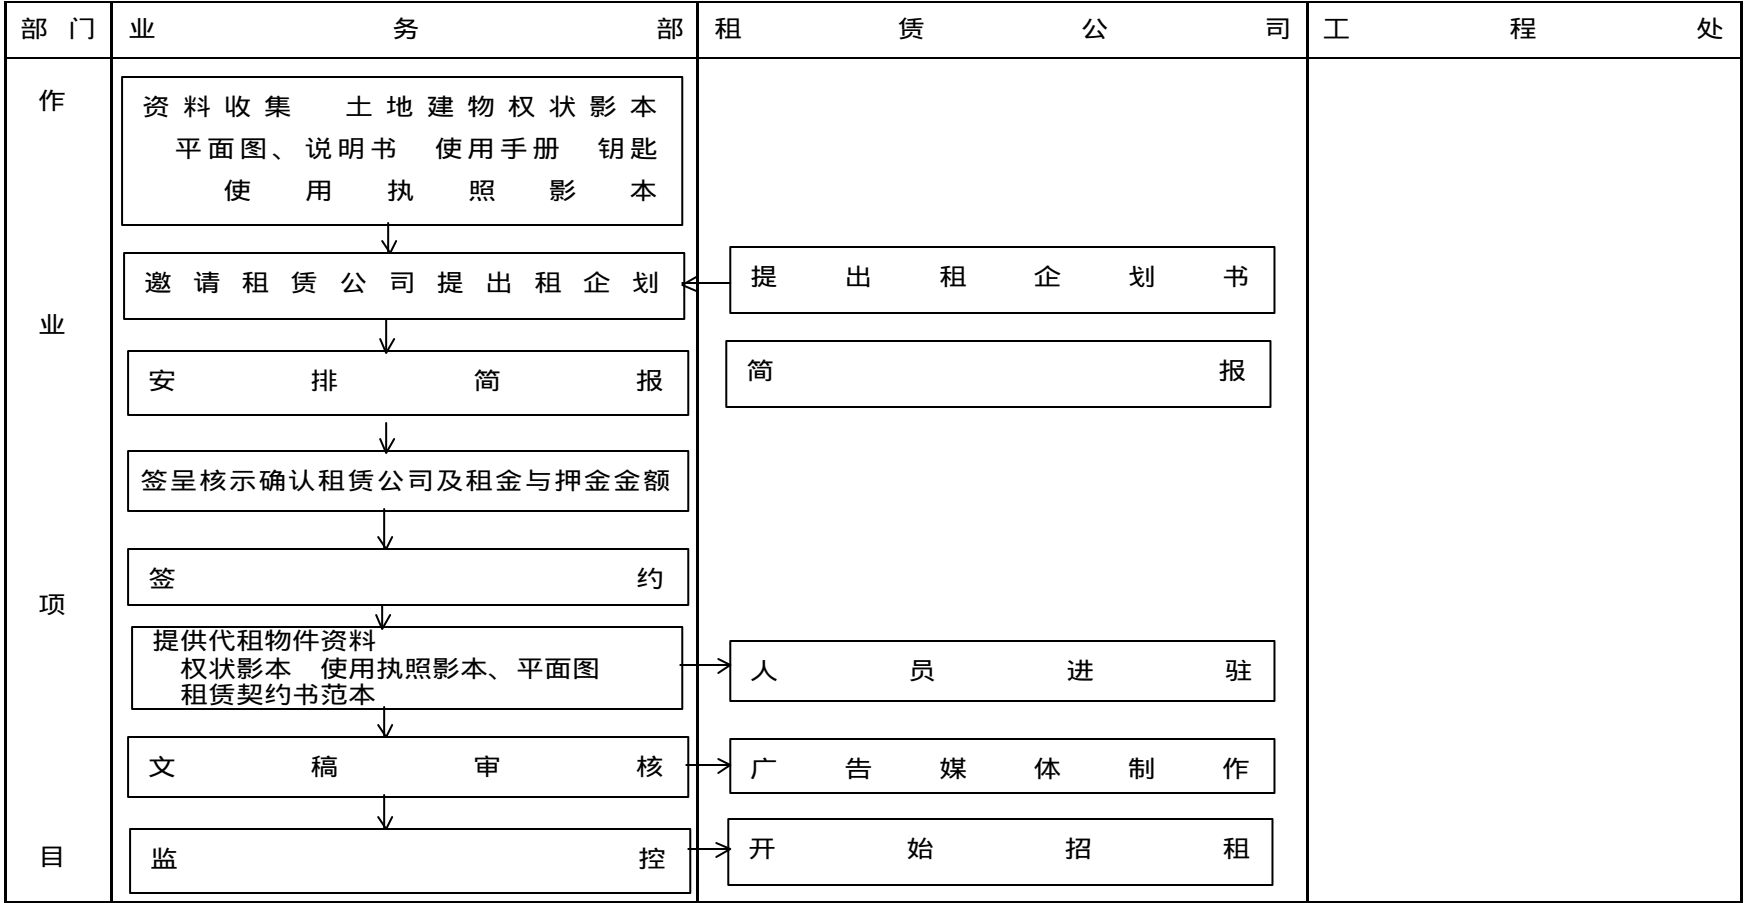 部门 业务部 租赁公司 工程处
作
业
项
目
资料收集 土地建物权状影本
平面图、说明书 使用手册 钥匙
使用执照影本
邀请租赁公司提出租企划
提出租企划书
安排简报
简报
签呈核示确认租赁公司及租金与押金金额
签约
提供代租物件资料
权状影本 使用执照影本、平面图
租赁契约书范本
人员进驻
文稿审核
广告媒体制作
监控
开始招租